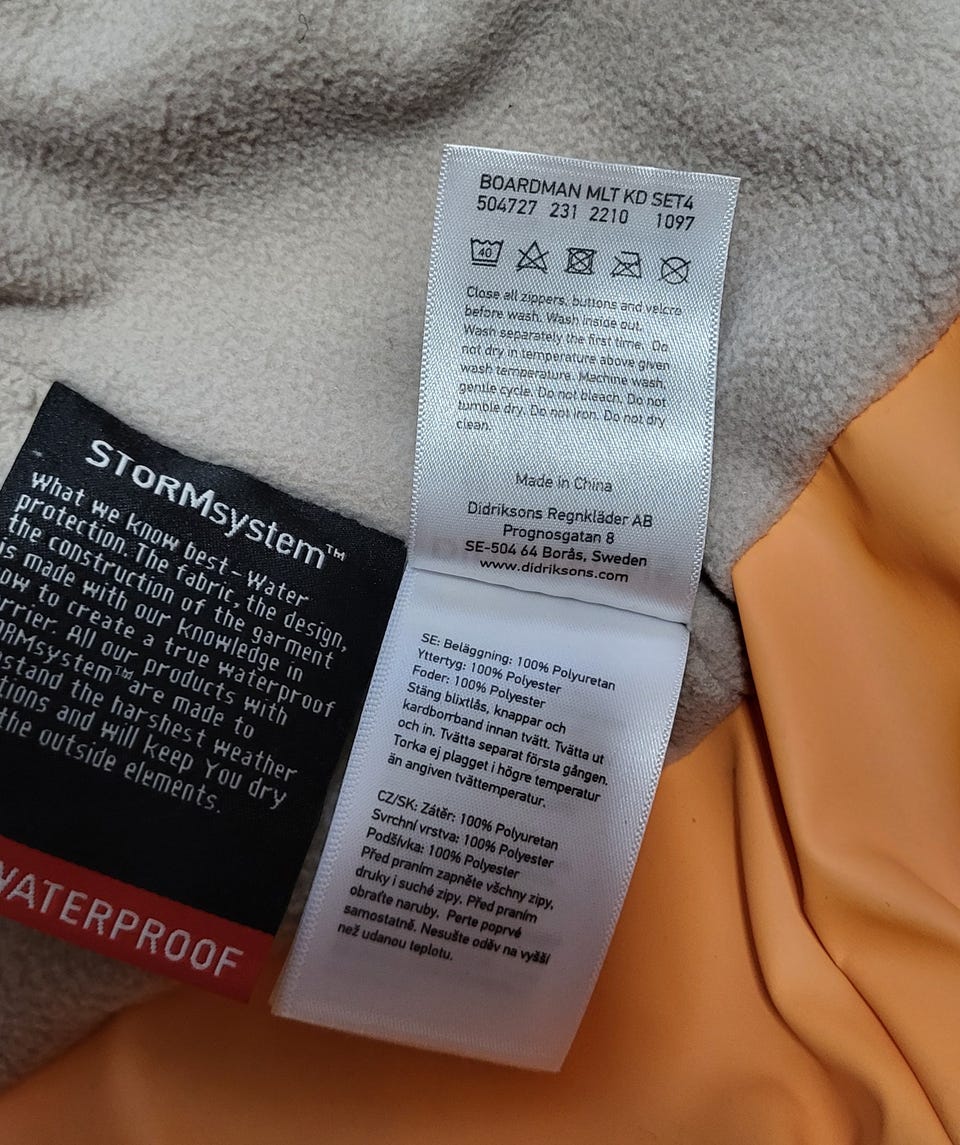 BOARDMAN MLT KD SET4
504727 231 2210 1097
40
Close all zippers, buttons and velcro
before wash. Wash inside out.
Wash separately the first time. Do
not dry in temperature above given
wash temperature. Machine wash,
gentle cycle. Do not bleach. Do not
tumble dry. Do not iron. Do not dry
clean.
Made in China
Didriksons Regnkläder AB
Prognosgatan 8
SE-504 64 Borås, Sweden
www.didriksons.com
SE: Beläggning: 100% Polyuretan
Yttertyg: 100% Polyester
Foder: 100% Polyester
Stäng blixtlås, knappar och
kardborrband innan tvätt. Tvätta ut
och in. Tvätta separat första gången.
Torka ej plagget i högre temperatur
än angiven tvättemperatur.
CZ/SK: Zátěr: 100% Polyuretan
Svrchní vrstva: 100% Polyester
Podšívka: 100% Polyester
Před praním zapněte všechny zipy,
druky i suché zipy. Před praním
obraťte naruby. Perte poprvé
samostatně. Nesušte oděv na vyšší
než udanou teplotu.
STORMsystem™
What we know best – Water
protection. The fabric, the design,
the construction of the garment
is made with our knowledge in
ow to create a true waterproof
rrier. All our products with
ORMsystem™ are made to
stand the harshest weather
tions and will keep You dry
the outside elements.
WATERPROOF